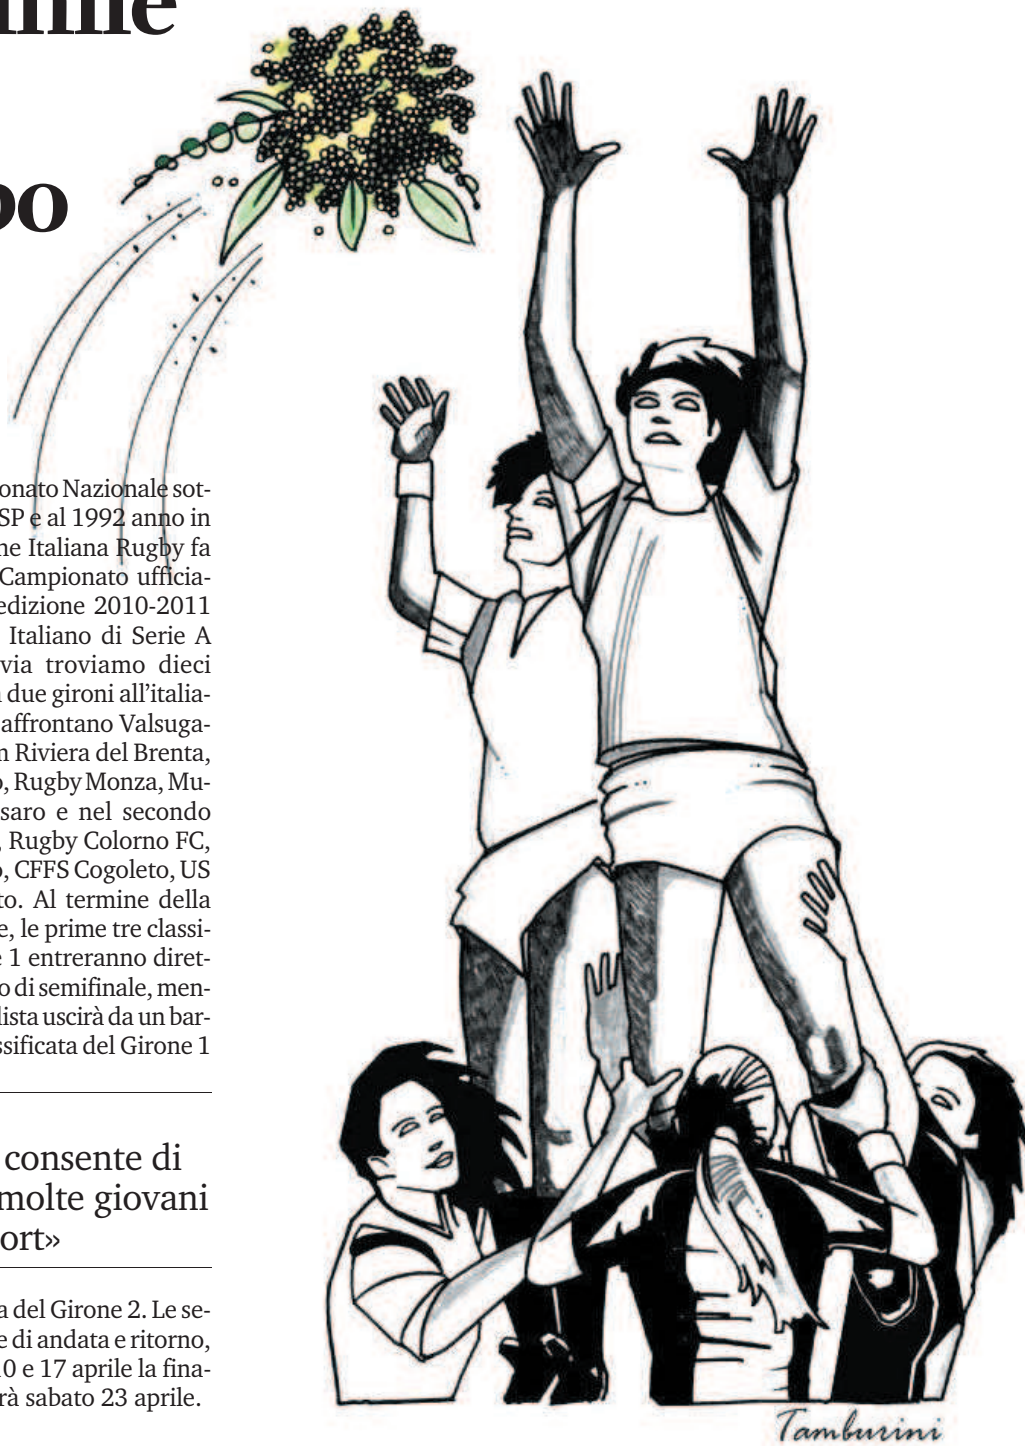 po
onato Nazionale sot-
SP e al 1992 anno in
ne Italiana Rugby fa
Campionato ufficia-
edizione 2010-2011
Italiano di Serie A
via troviamo dieci
due gironi all'italia-
affrontano Valsuga-
n Riviera del Brenta,
o, Rugby Monza, Mu-
saro e nel secondo
, Rugby Colorno FC,
o, CFFS Cogoleto, US
to. Al termine della
e, le prime tre classi-
e 1 entreranno diret-
o di semifinale, men-
lista uscirà da un bar-
ssificata del Girone 1
consente di
molte giovani
ort»
a del Girone 2. Le se-
e di andata e ritorno,
0 e 17 aprile la fina-
rà sabato 23 aprile.
Tamburini